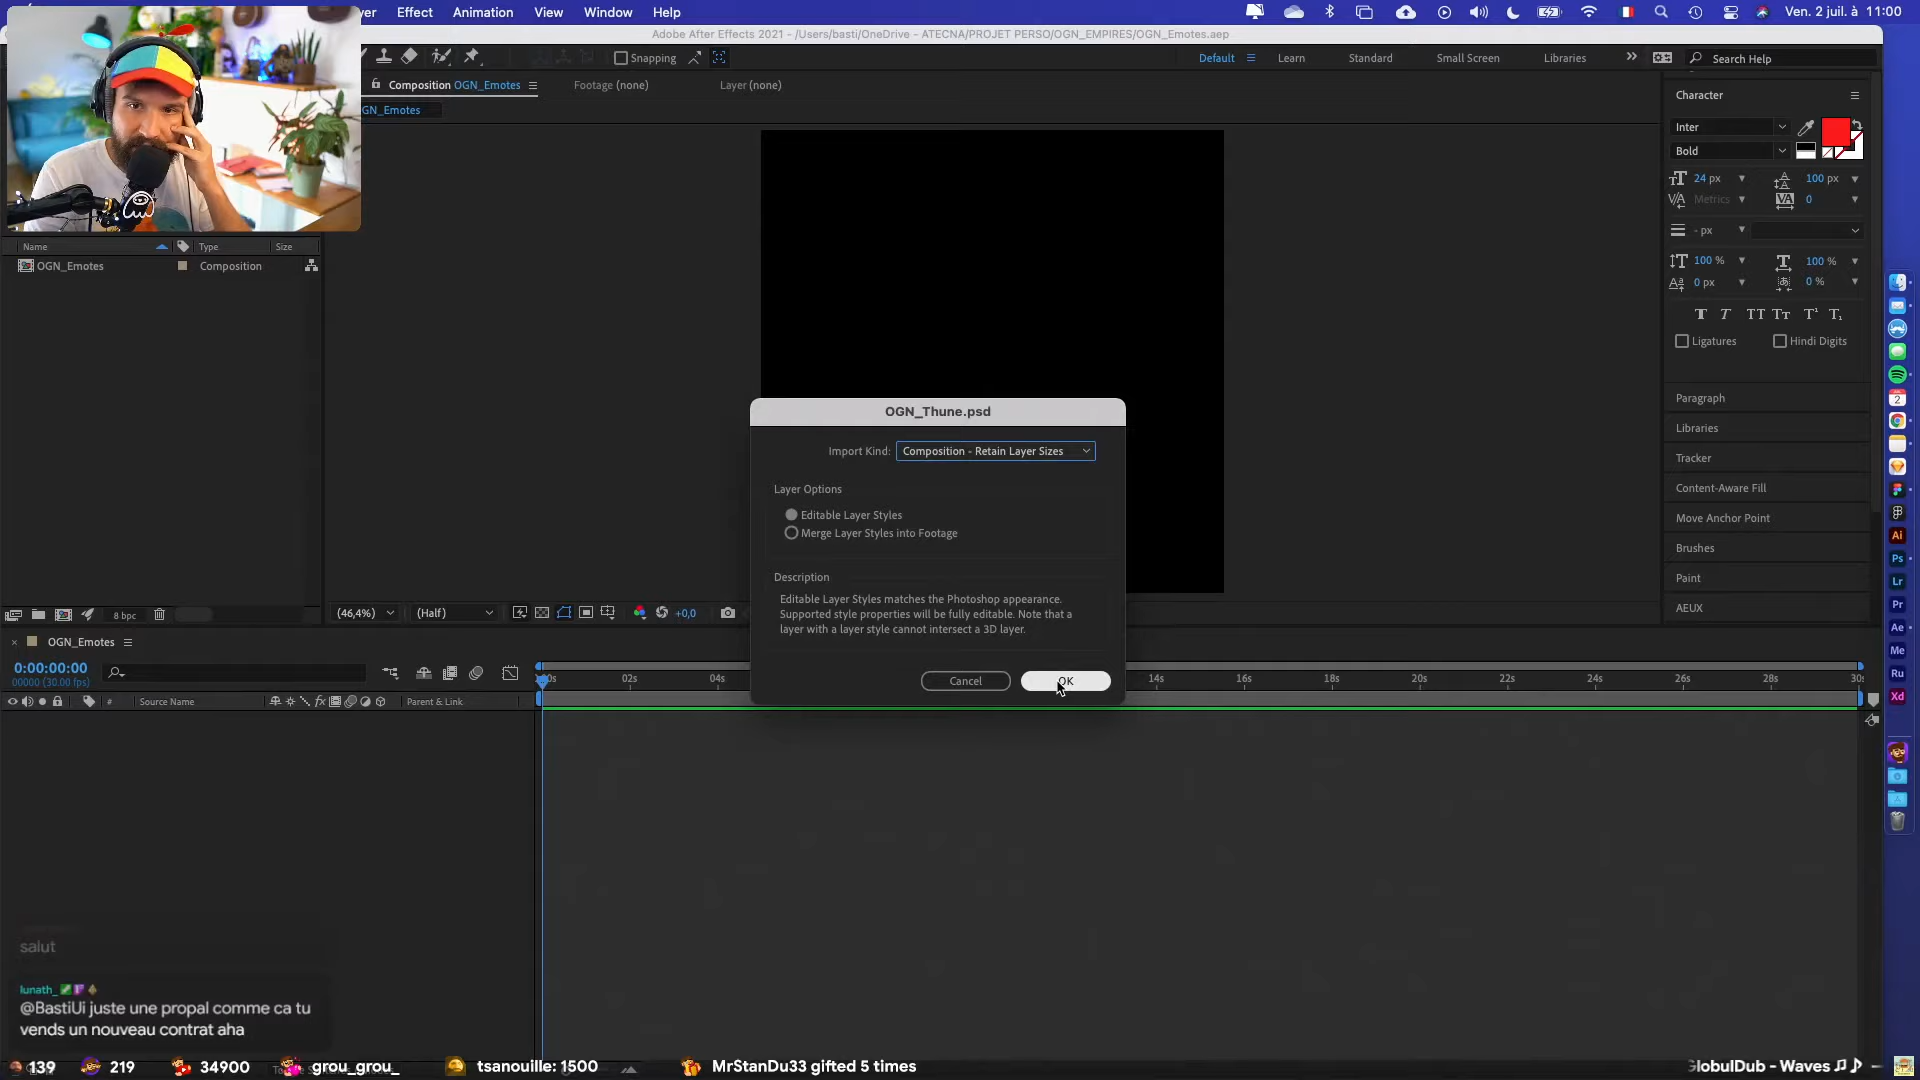 Effect
Animation
View
Window
Help
Ven. 2 juil. à 11:00
Adobe After Effects 2021 - /Users/basti/OneDrive - ATECNA/PROJET PERSO/OGN_EMPIRES/OGN_Emotes.aep
Snapping
Default
Learn
Standard
Small Screen
Libraries
Search Help
Composition OGN_Emotes
Footage (none)
Layer (none)
GN_Emotes
Character
Inter
Bold
24 px
100 px
Metrics
0
- px
100 %
100 %
0 px
0 %
Ligatures
Hindi Digits
Paragraph
Libraries
Tracker
Content-Aware Fill
Move Anchor Point
Brushes
Paint
AEUX
Name
Type
Size
OGN_Emotes
Composition
8 bpc
(46,4%)
(Half)
+0,0
OGN_Thune.psd
Import Kind:
Composition - Retain Layer Sizes
Layer Options
Editable Layer Styles
Merge Layer Styles into Footage
Description
Editable Layer Styles matches the Photoshop appearance.
Supported style properties will be fully editable. Note that a
layer with a layer style cannot intersect a 3D layer.
Cancel
OK
OGN_Emotes
0:00:00:00
00000 (30.00 fps)
#
Source Name
Parent & Link
02s
04s
14s
16s
18s
20s
22s
24s
26s
28s
30s
2
Ai
Ps
Lr
Pr
Ae
Me
Ru
Xd
salut
lunath_
@BastiUi juste une propal comme ca tu
vends un nouveau contrat aha
139
219
34900
grou_grou_
tsanouille: 1500
MrStanDu33 gifted 5 times
GlobulDub - Waves